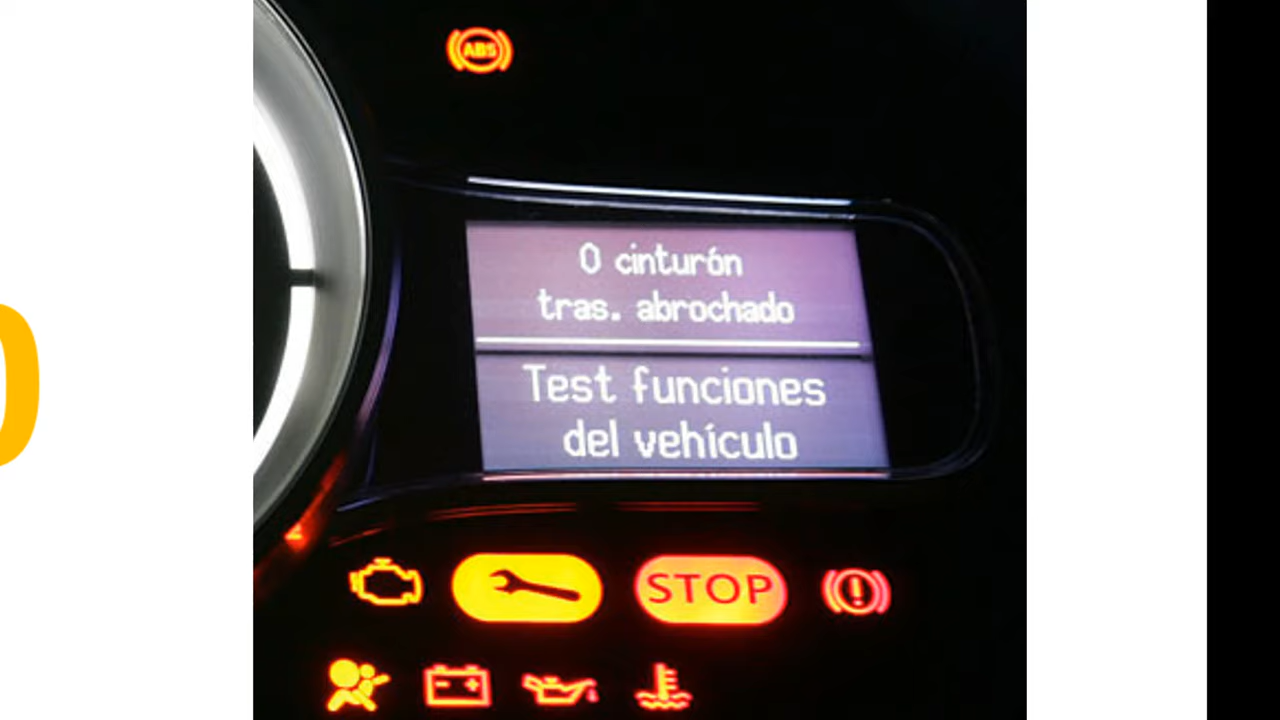 ABS
0 cinturón
tras. abrochado
Test funciones
del vehículo
STOP